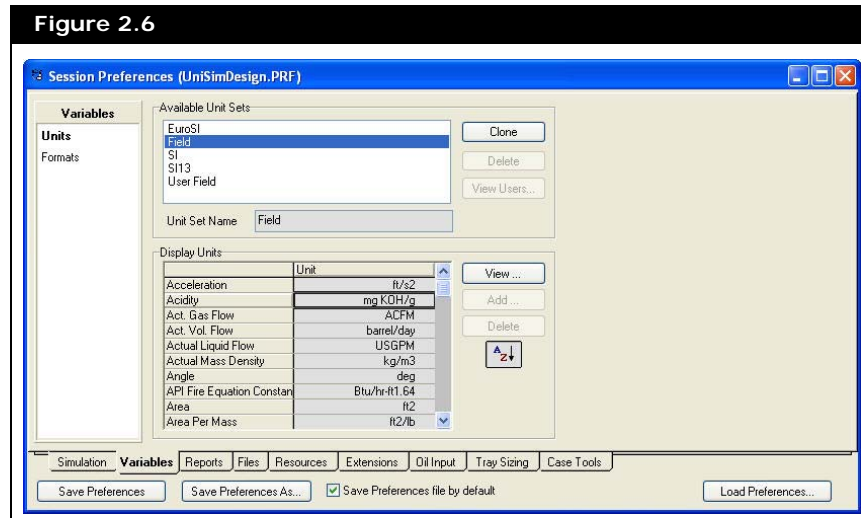 Figure 2.6
Session Preferences (UniSimDesign.PRF)
Variables
Units
Formats
Available Unit Sets
EuroSI
Field
SI
SI13
User Field
Clone
Delete
View Users...
Unit Set Name Field
Display Units
Unit
Acceleration ft/s2
Acidity mg KOH/g
Act. Gas Flow ACFM
Act. Vol. Flow barrel/day
Actual Liquid Flow USGPM
Actual Mass Density kg/m3
Angle deg
API Fire Equation Constan Btu/hr-ft1.64
Area ft2
Area Per Mass ft2/lb
View ...
Add ...
Delete
AZ
Simulation Variables Reports Files Resources Extensions Oil Input Tray Sizing Case Tools
Save Preferences Save Preferences As... Save Preferences file by default Load Preferences...